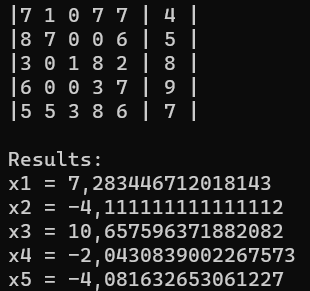 |7 1 0 7 7 | 4 |
|8 7 0 0 6 | 5 |
|3 0 1 8 2 | 8 |
|6 0 0 3 7 | 9 |
|5 5 3 8 6 | 7 |
Results:
x1 = 7,283446712018143
x2 = -4,111111111111112
x3 = 10,657596371882082
x4 = -2,0430839002267573
x5 = -4,081632653061227